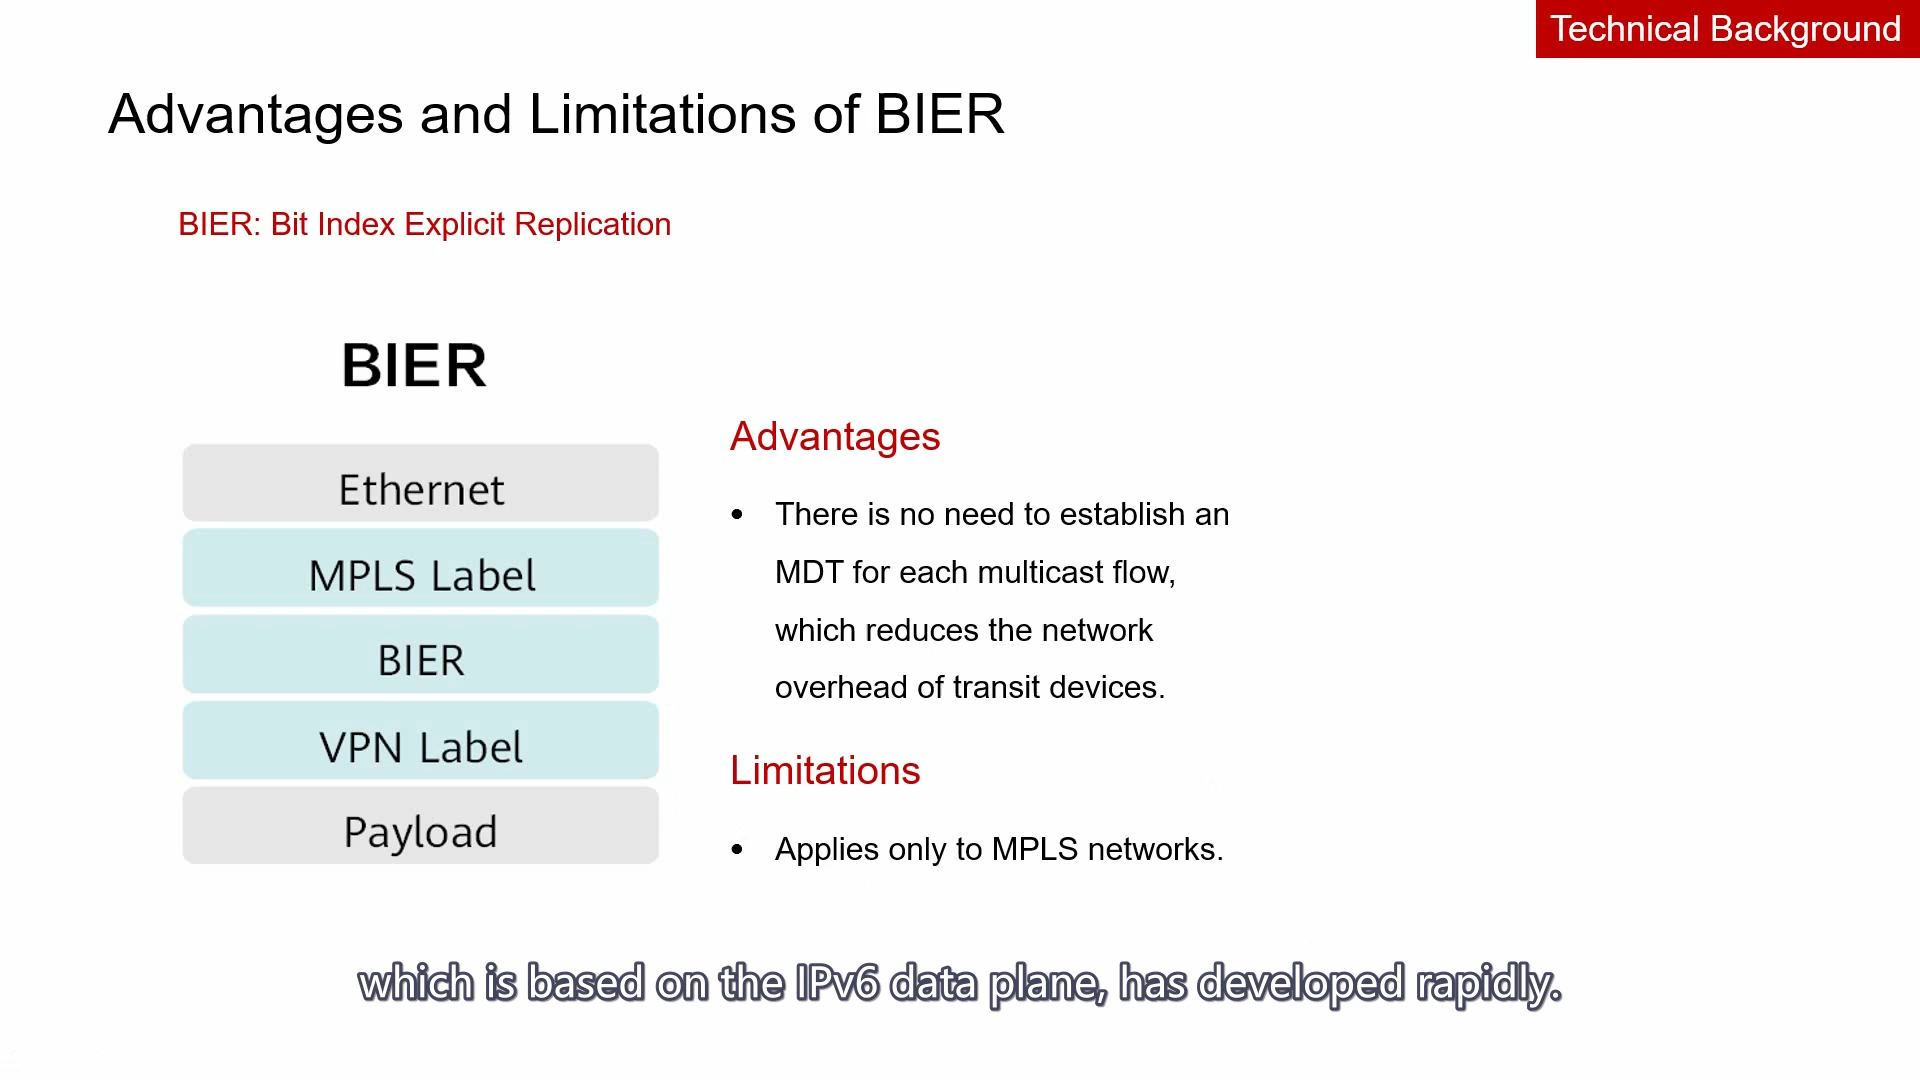 Technical Background
Advantages and Limitations of BIER
BIER: Bit Index Explicit Replication
BIER
Ethernet
MPLS Label
BIER
VPN Label
Payload
Advantages
• There is no need to establish an
MDT for each multicast flow,
which reduces the network
overhead of transit devices.
Limitations
• Applies only to MPLS networks.
which is based on the IPv6 data plane, has developed rapidly.